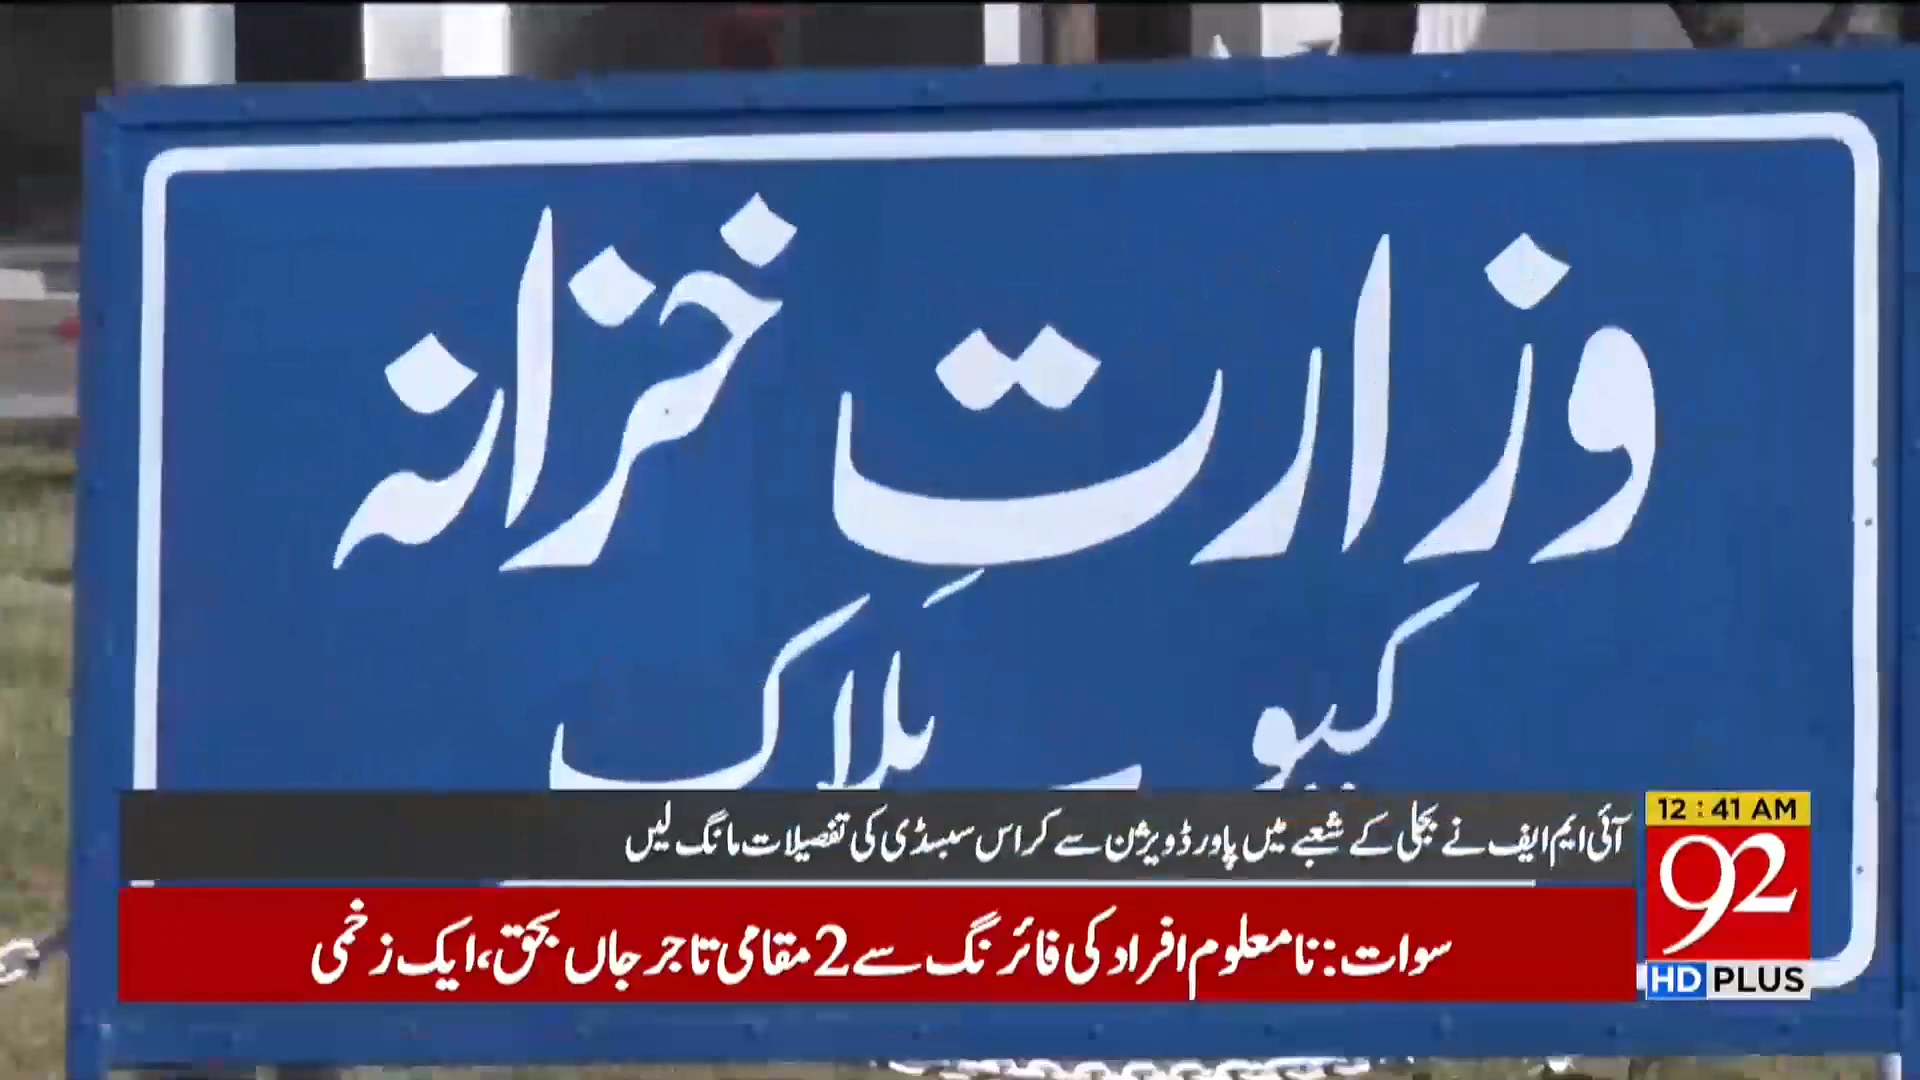 وزارتِ خزانہ
بلاک
12:41 AM
آئی ایم ایف نے بجلی کے شعبے میں پاور ڈویژن سے کراس سبسڈی کی تفصیلات مانگ لیں
92
سوات: نامعلوم افراد کی فائرنگ سے 2 مقامی تاجر جاں بحق، ایک زخمی
HD PLUS